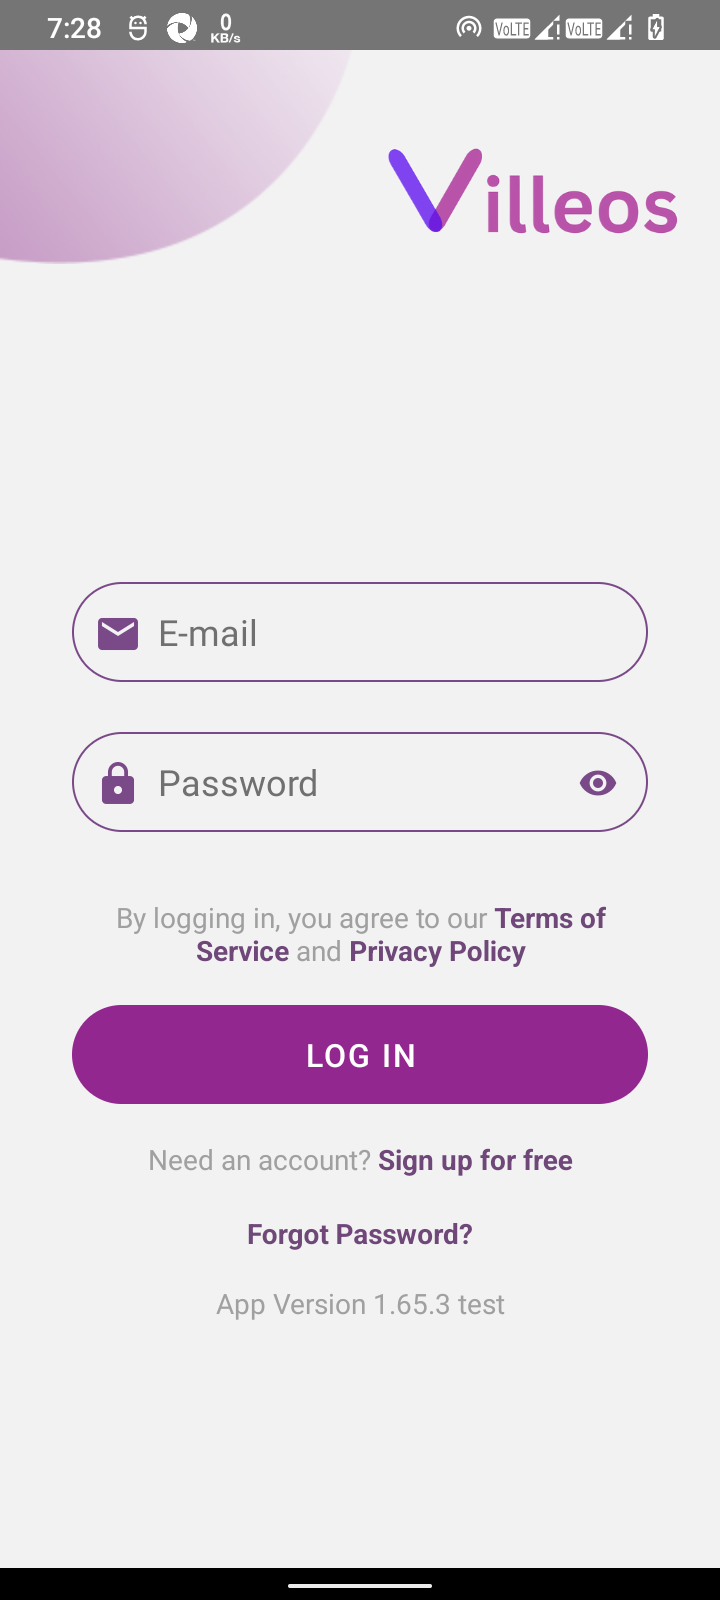 7:28
0
KB/s
VoLTE
VoLTE
Villeos
E-mail
Password
By logging in, you agree to our Terms of
Service and Privacy Policy
LOG IN
Need an account? Sign up for free
Forgot Password?
App Version 1.65.3 test